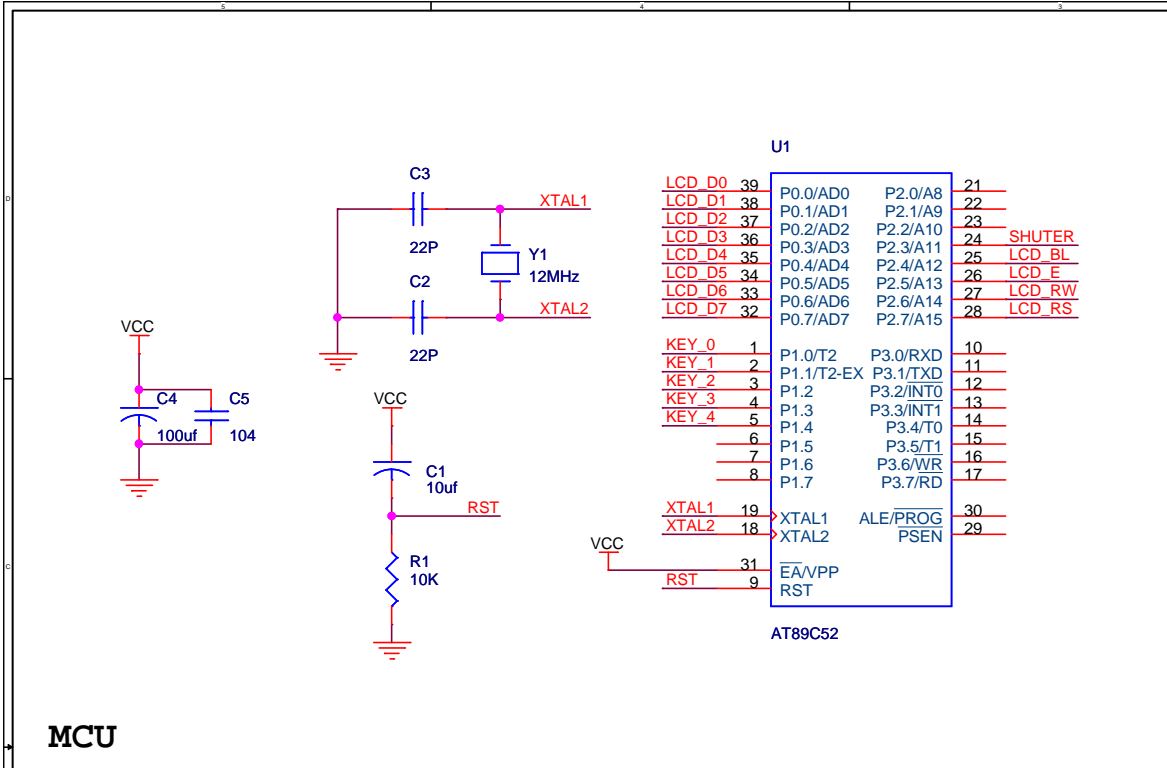 5 4 3
D
C
U1
C3
22P
XTAL1
Y1
12MHz
C2
22P
XTAL2
VCC
C4
100uf
C5
104
VCC
C1
10uf
RST
R1
10K
LCD_D0 39 P0.0/AD0 P2.0/A8 21
LCD_D1 38 P0.1/AD1 P2.1/A9 22
LCD_D2 37 P0.2/AD2 P2.2/A10 23
LCD_D3 36 P0.3/AD3 P2.3/A11 24 SHUTER
LCD_D4 35 P0.4/AD4 P2.4/A12 25 LCD_BL
LCD_D5 34 P0.5/AD5 P2.5/A13 26 LCD_E
LCD_D6 33 P0.6/AD6 P2.6/A14 27 LCD_RW
LCD_D7 32 P0.7/AD7 P2.7/A15 28 LCD_RS
KEY_0 1 P1.0/T2 P3.0/RXD 10
KEY_1 2 P1.1/T2-EX P3.1/TXD 11
KEY_2 3 P1.2 P3.2/INT0 12
KEY_3 4 P1.3 P3.3/INT1 13
KEY_4 5 P1.4 P3.4/T0 14
6 P1.5 P3.5/T1 15
7 P1.6 P3.6/WR 16
8 P1.7 P3.7/RD 17
XTAL1 19 XTAL1 ALE/PROG 30
XTAL2 18 XTAL2 PSEN 29
VCC 31 EA/VPP
RST 9 RST
AT89C52
MCU